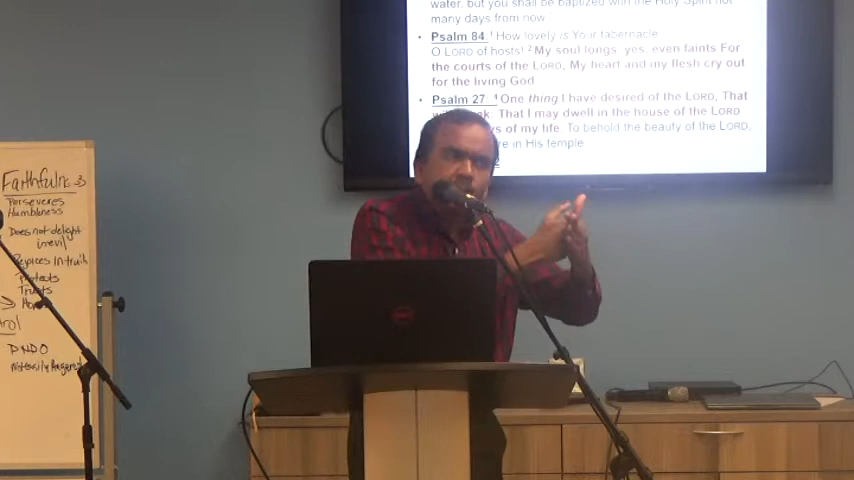 water, but you shall be baptized with the Holy Spirit not
many days from now
• Psalm 84: 1 How lovely is Your tabernacle
O LORD of hosts! 2 My soul longs, yes, even faints For
the courts of the LORD, My heart and my flesh cry out
for the living God
• Psalm 27: 4 One thing I have desired of the LORD, That
That I may dwell in the house of the LORD
of my life To behold the beauty of the LORD,
in His temple
Perseveres
Humbleness
Does not delight
in evil
Rejoices in truth
Protects
Trusts
DNDO
DELL